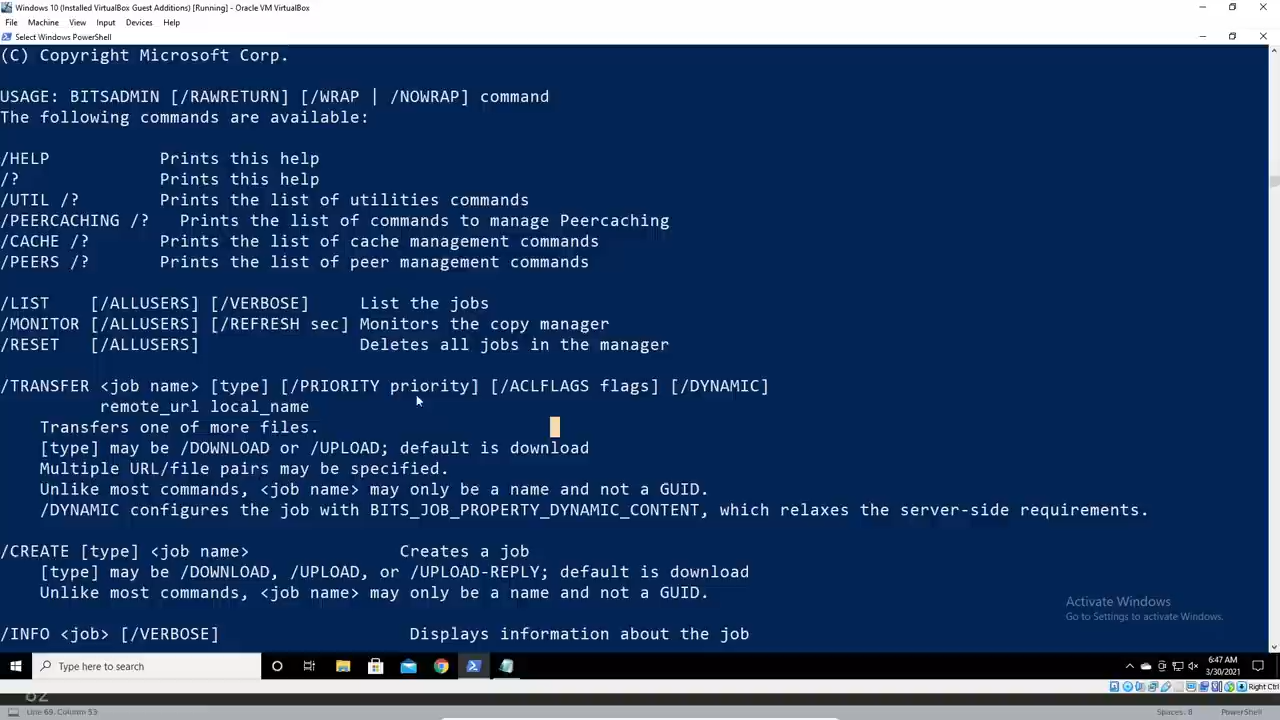 Windows 10 (Installed VirtualBox Guest Additions) [Running] - Oracle VM VirtualBox
File Machine View Input Devices Help
Select Windows PowerShell
(C) Copyright Microsoft Corp.
USAGE: BITSADMIN [/RAWRETURN] [/WRAP | /NOWRAP] command
The following commands are available:
/HELP Prints this help
/? Prints this help
/UTIL /? Prints the list of utilities commands
/PEERCACHING /? Prints the list of commands to manage Peercaching
/CACHE /? Prints the list of cache management commands
/PEERS /? Prints the list of peer management commands
/LIST [/ALLUSERS] [/VERBOSE] List the jobs
/MONITOR [/ALLUSERS] [/REFRESH sec] Monitors the copy manager
/RESET [/ALLUSERS] Deletes all jobs in the manager
/TRANSFER <job name> [type] [/PRIORITY priority] [/ACLFLAGS flags] [/DYNAMIC]
remote_url local_name
Transfers one of more files.
[type] may be /DOWNLOAD or /UPLOAD; default is download
Multiple URL/file pairs may be specified.
Unlike most commands, <job name> may only be a name and not a GUID.
/DYNAMIC configures the job with BITS_JOB_PROPERTY_DYNAMIC_CONTENT, which relaxes the server-side requirements.
/CREATE [type] <job name> Creates a job
[type] may be /DOWNLOAD, /UPLOAD, or /UPLOAD-REPLY; default is download
Unlike most commands, <job name> may only be a name and not a GUID.
/INFO <job> [/VERBOSE] Displays information about the job
Activate Windows
Go to Settings to activate Windows.
Type here to search
6:47 AM
3/30/2021
Right Ctrl
Line 69, Column 53
Spaces: 8 PowerShell